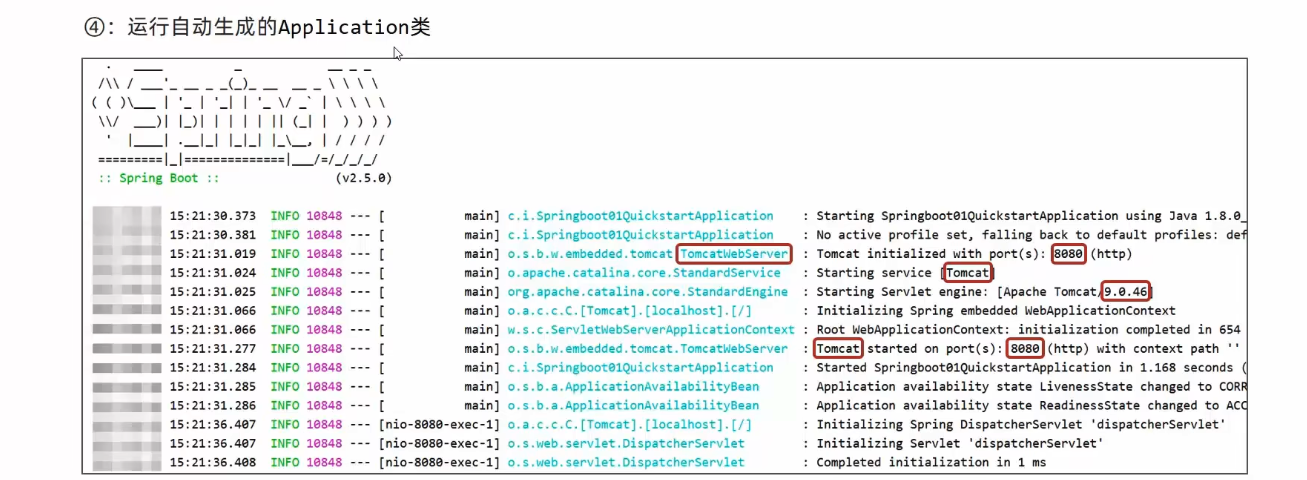 ④：运行自动生成的Application类
:: Spring Boot :: (v2.5.0)
15:21:30.373 INFO 10848 --- [ main] c.i.Springboot01QuickstartApplication : Starting Springboot01QuickstartApplication using Java 1.8.0_
15:21:30.381 INFO 10848 --- [ main] c.i.Springboot01QuickstartApplication : No active profile set, falling back to default profiles: def
15:21:31.019 INFO 10848 --- [ main] o.s.b.w.embedded.tomcat.TomcatWebServer : Tomcat initialized with port(s): 8080 (http)
15:21:31.024 INFO 10848 --- [ main] o.apache.catalina.core.StandardService : Starting service [Tomcat]
15:21:31.025 INFO 10848 --- [ main] org.apache.catalina.core.StandardEngine : Starting Servlet engine: [Apache Tomcat/9.0.46]
15:21:31.066 INFO 10848 --- [ main] o.a.c.c.C.[Tomcat].[localhost].[/] : Initializing Spring embedded WebApplicationContext
15:21:31.066 INFO 10848 --- [ main] w.s.c.ServletWebServerApplicationContext : Root WebApplicationContext: initialization completed in 654
15:21:31.277 INFO 10848 --- [ main] o.s.b.w.embedded.tomcat.TomcatWebServer : Tomcat started on port(s): 8080 (http) with context path ''
15:21:31.284 INFO 10848 --- [ main] c.i.Springboot01QuickstartApplication : Started Springboot01QuickstartApplication in 1.168 seconds (
15:21:31.285 INFO 10848 --- [ main] o.s.b.a.ApplicationAvailabilityBean : Application availability state LivenessState changed to CORR
15:21:31.286 INFO 10848 --- [ main] o.s.b.a.ApplicationAvailabilityBean : Application availability state ReadinessState changed to ACC
15:21:36.407 INFO 10848 --- [nio-8080-exec-1] o.a.c.c.C.[Tomcat].[localhost].[/] : Initializing Spring DispatcherServlet 'dispatcherServlet'
15:21:36.407 INFO 10848 --- [nio-8080-exec-1] o.s.web.servlet.DispatcherServlet : Initializing Servlet 'dispatcherServlet'
15:21:36.408 INFO 10848 --- [nio-8080-exec-1] o.s.web.servlet.DispatcherServlet : Completed initialization in 1 ms